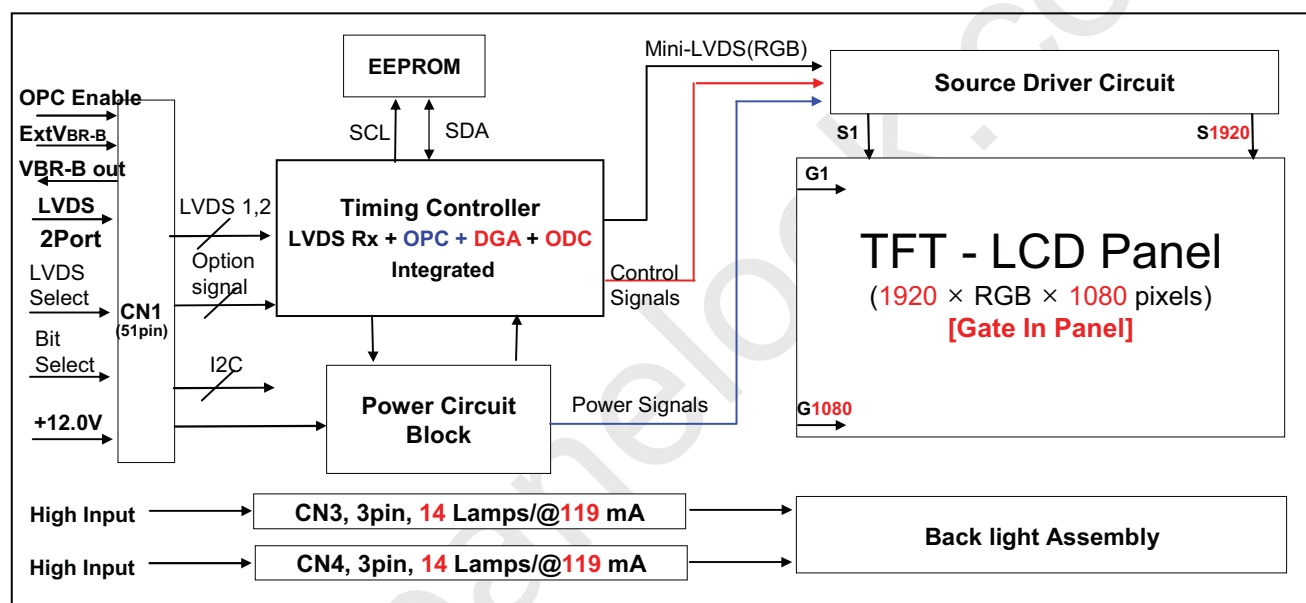 Mini-LVDS(RGB)
EEPROM
Source Driver Circuit
OPC Enable
SCL
SDA
S1
S1920
ExtVBR-B
VBR-B out
G1
LVDS
2Port
LVDS 1,2
Timing Controller
LVDS Rx + OPC + DGA + ODC
Integrated
TFT - LCD Panel
(1920 × RGB × 1080 pixels)
[Gate In Panel]
LVDS
Select
Option
signal
Control
Signals
CN1
(51pin)
Bit
Select
I2C
Power Circuit
Block
Power Signals
+12.0V
G1080
High Input
CN3, 3pin, 14 Lamps/@119 mA
Back light Assembly
High Input
CN4, 3pin, 14 Lamps/@119 mA